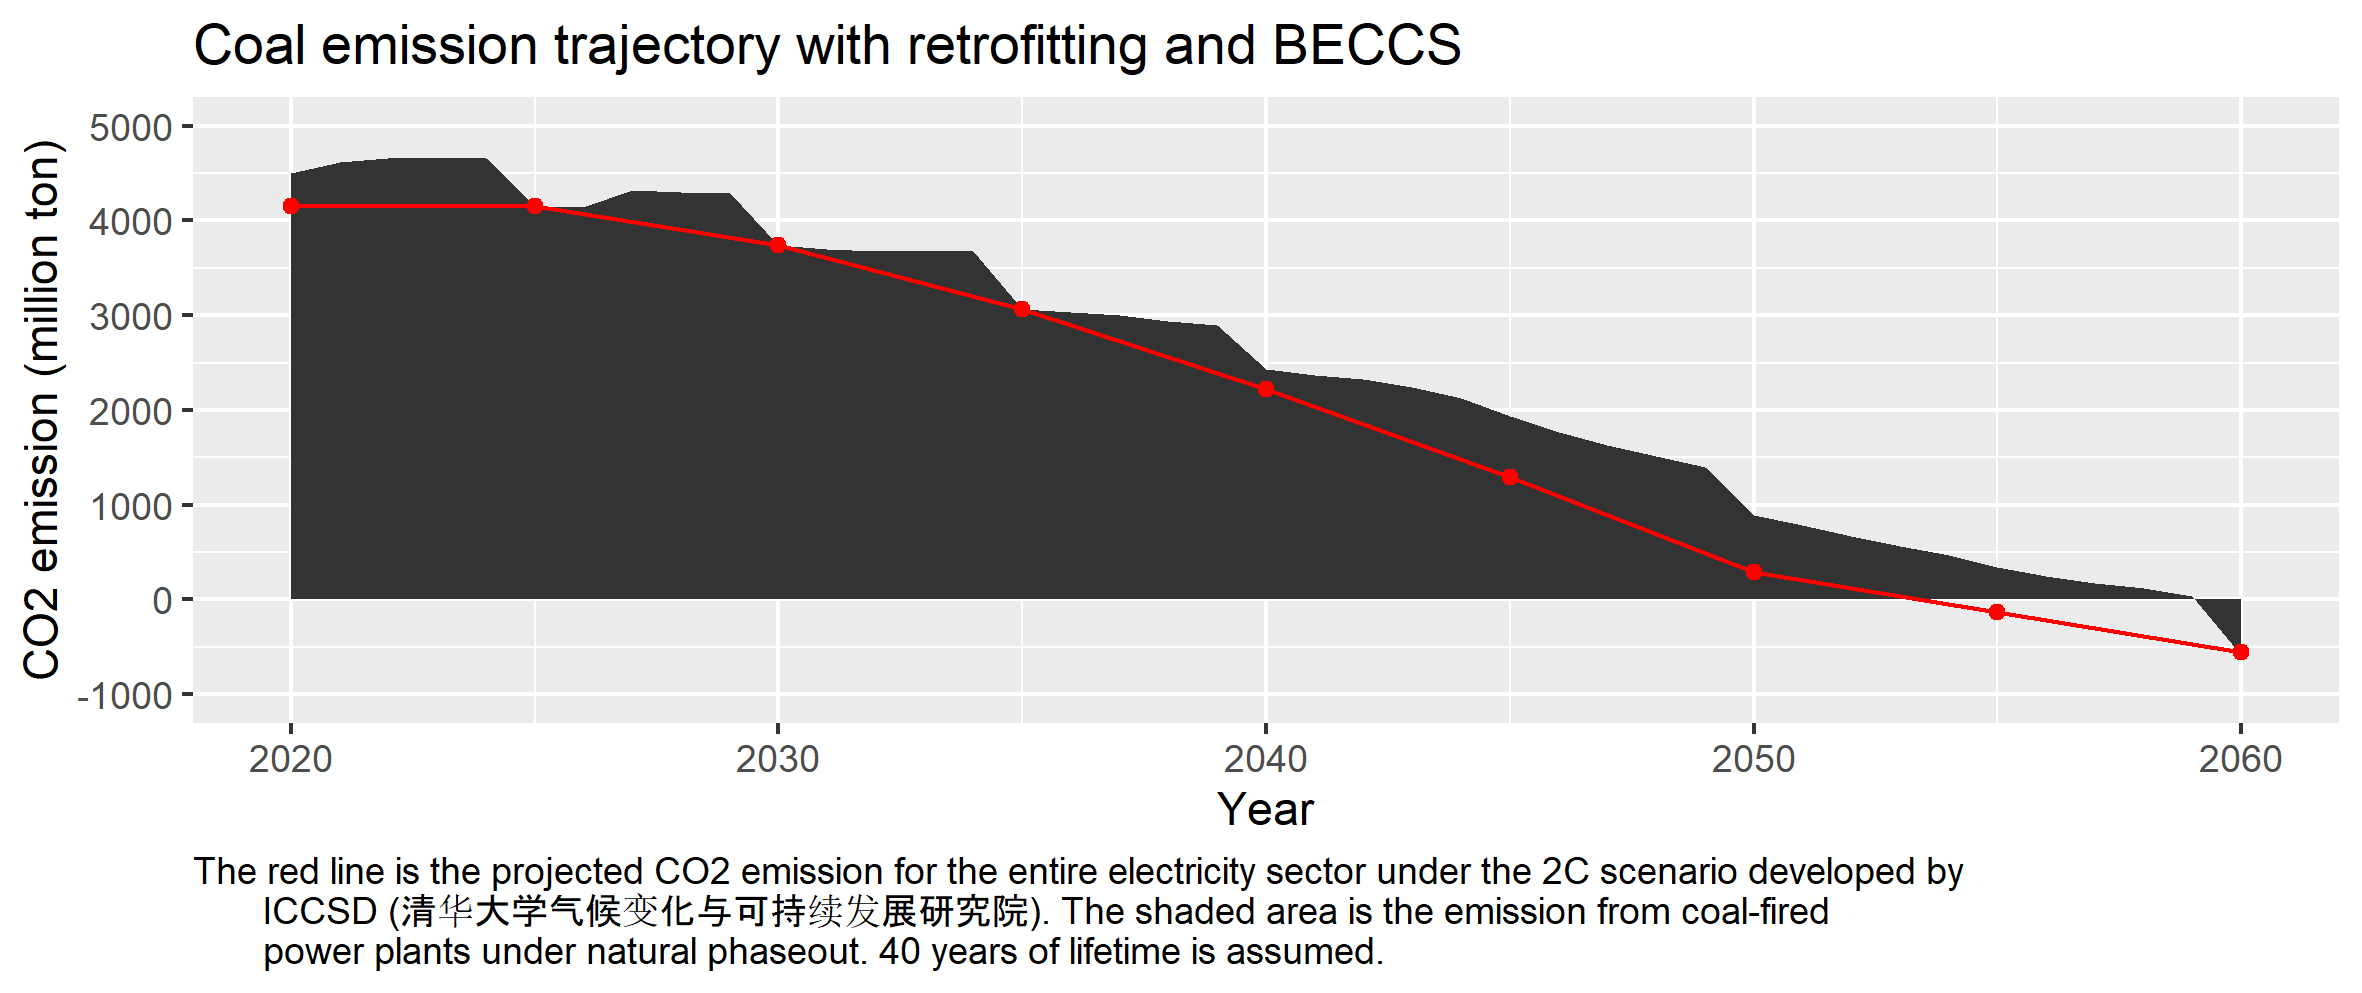 Coal emission trajectory with retrofitting and BECCS
CO2 emission (million ton)
5000
4000
3000
2000
1000
0
-1000
2020 2030 2040 2050 2060
Year
The red line is the projected CO2 emission for the entire electricity sector under the 2C scenario developed by
ICCSD (清华大学气候变化与可持续发展研究院). The shaded area is the emission from coal-fired
power plants under natural phaseout. 40 years of lifetime is assumed.